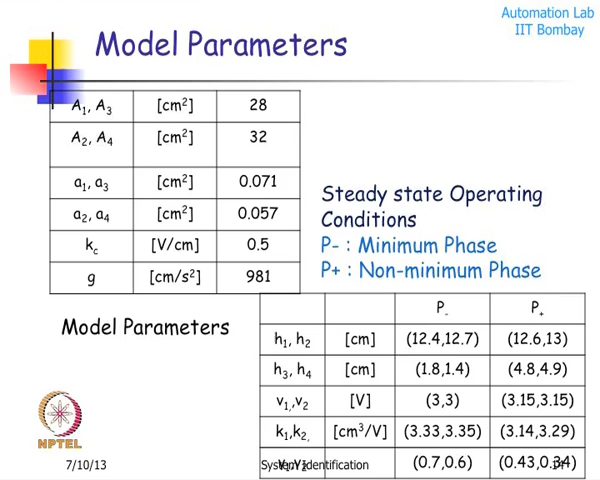 Automation Lab
IIT Bombay
Model Parameters
A₁, A₃ [cm²] 28
A₂, A₄ [cm²] 32
a₁, a₃ [cm²] 0.071
a₂, a₄ [cm²] 0.057
k꜀ [V/cm] 0.5
g [cm/s²] 981
Steady state Operating
Conditions
P- : Minimum Phase
P+ : Non-minimum Phase
Model Parameters
P₋ P₊
h₁, h₂ [cm] (12.4,12.7) (12.6,13)
h₃, h₄ [cm] (1.8,1.4) (4.8,4.9)
v₁,,v₂ [V] (3,3) (3.15,3.15)
k₁,k₂, [cm³/V] (3.33,3.35) (3.14,3.29)
(0.7,0.6) (0.43,0.34)
NPTEL
7/10/13
System Identification